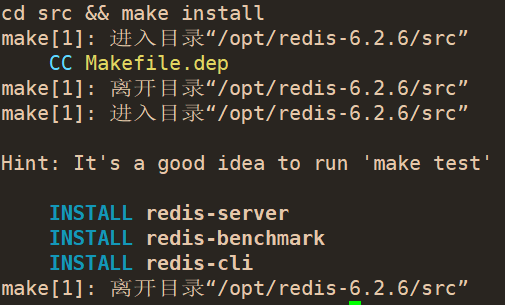 cd src && make install
make[1]: 进入目录“/opt/redis-6.2.6/src”
    CC Makefile.dep
make[1]: 离开目录“/opt/redis-6.2.6/src”
make[1]: 进入目录“/opt/redis-6.2.6/src”
Hint: It's a good idea to run 'make test'
    INSTALL redis-server
    INSTALL redis-benchmark
    INSTALL redis-cli
make[1]: 离开目录“/opt/redis-6.2.6/src”